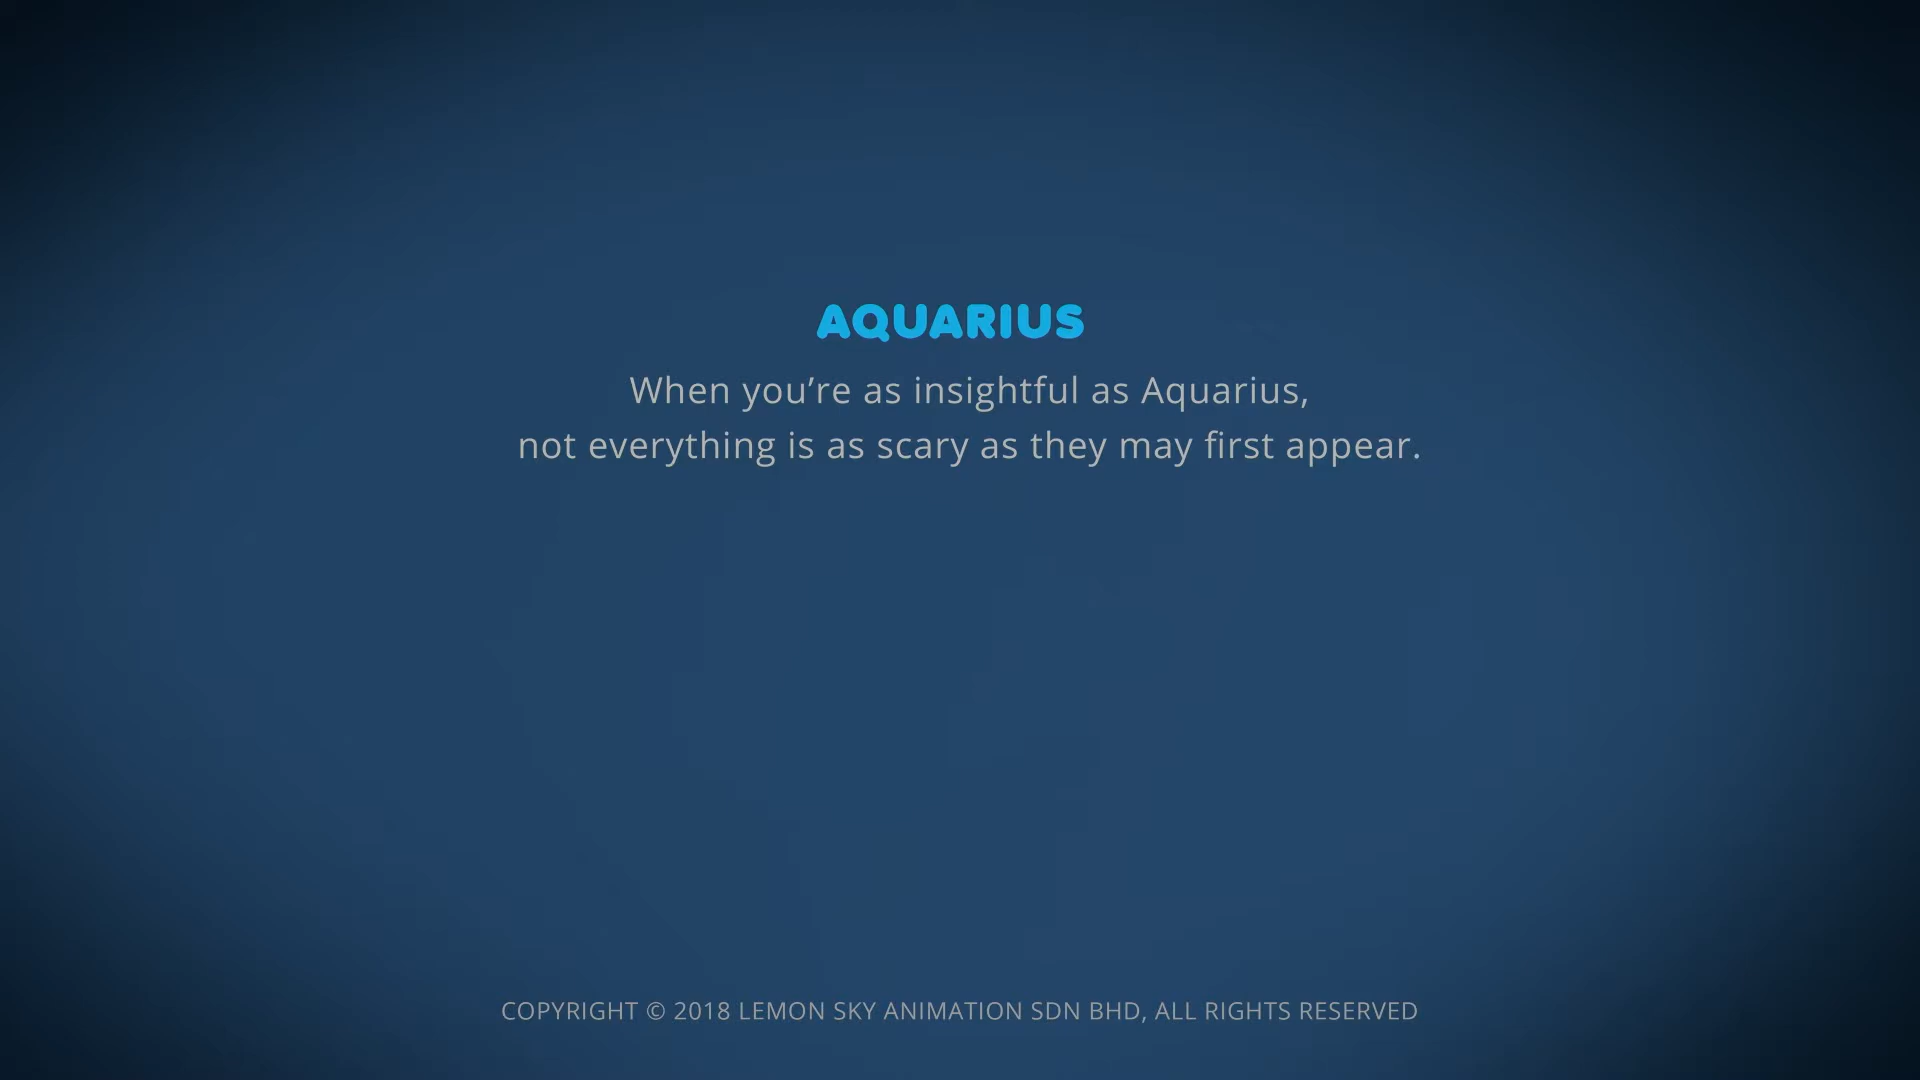 AQUARIUS
When you’re as insightful as Aquarius,
not everything is as scary as they may first appear.
COPYRIGHT © 2018 LEMON SKY ANIMATION SDN BHD, ALL RIGHTS RESERVED